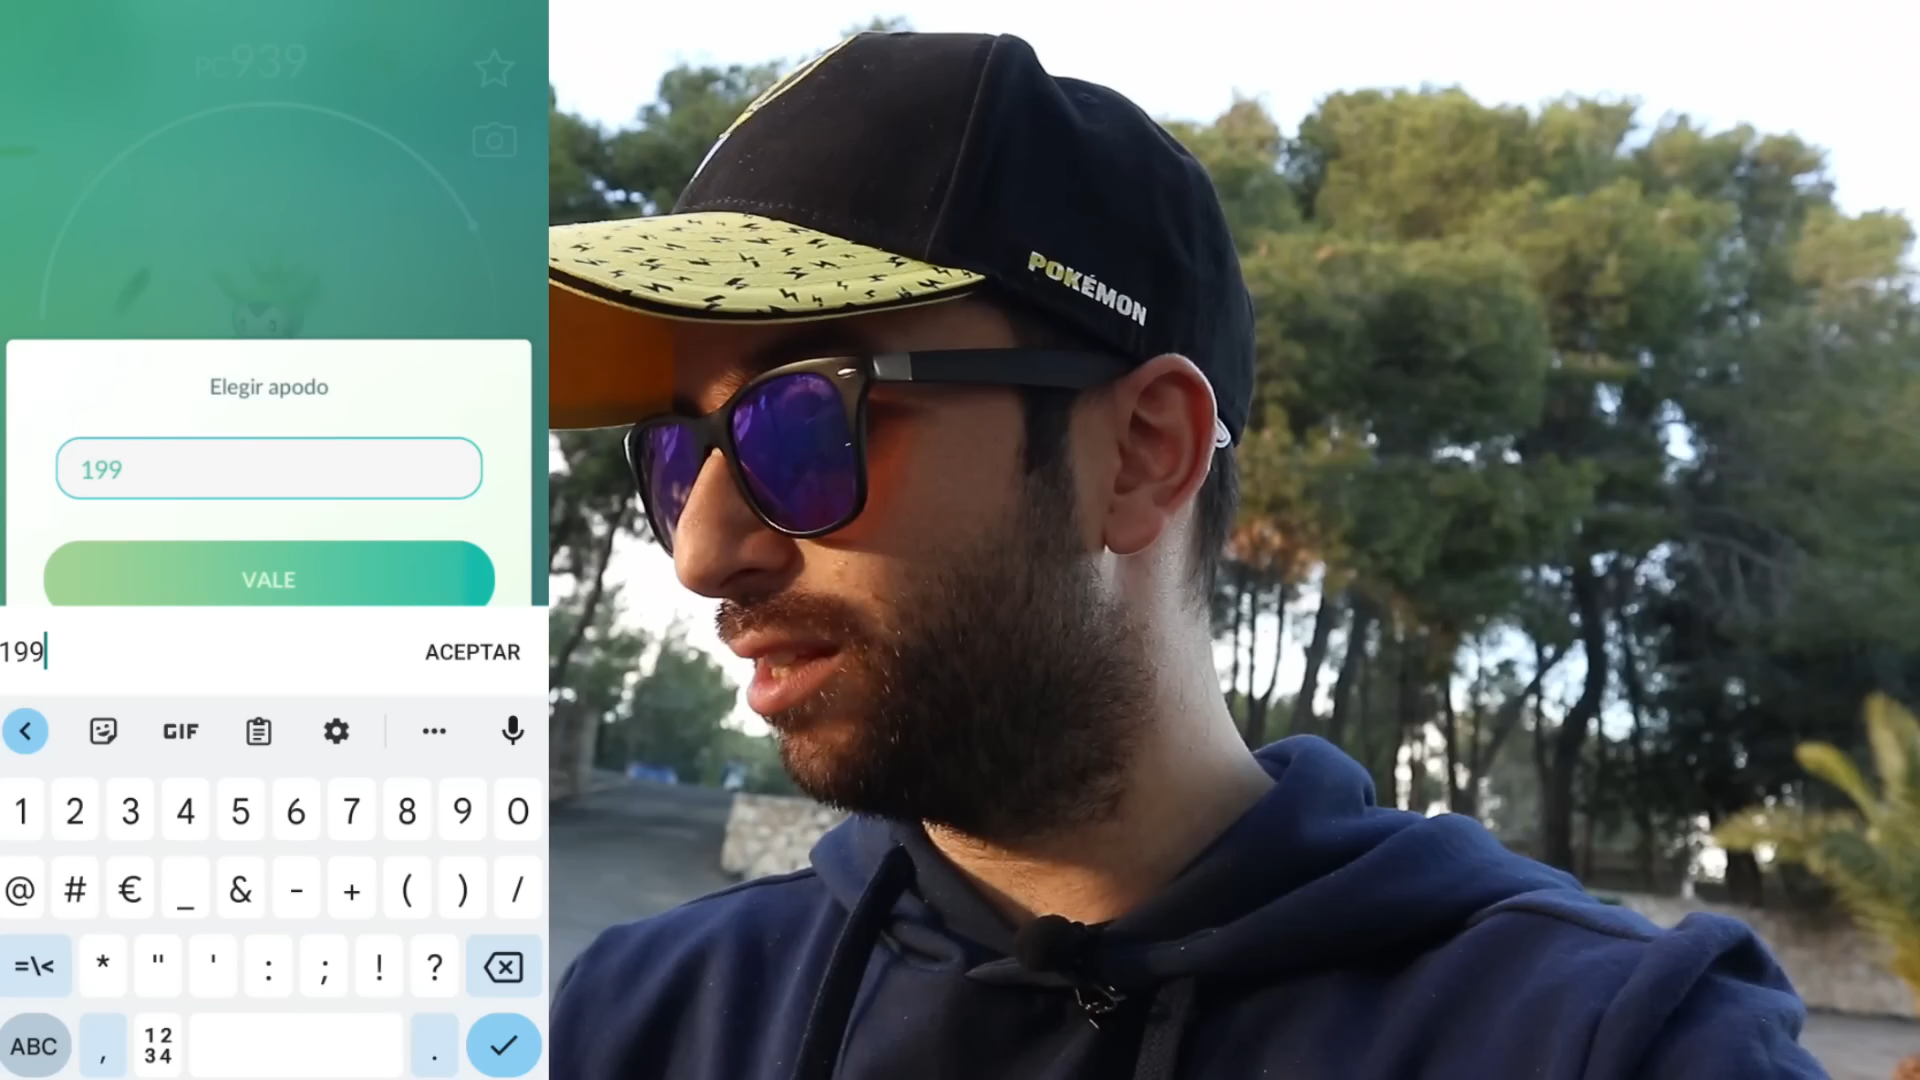 PC939
Elegir apodo
199
VALE
199
ACEPTAR
GIF
1 2 3 4 5 6 7 8 9 0
@ # € _ & - + ( ) /
=\< * " ' : ; ! ?
ABC , 12 .
34
POKÉMON